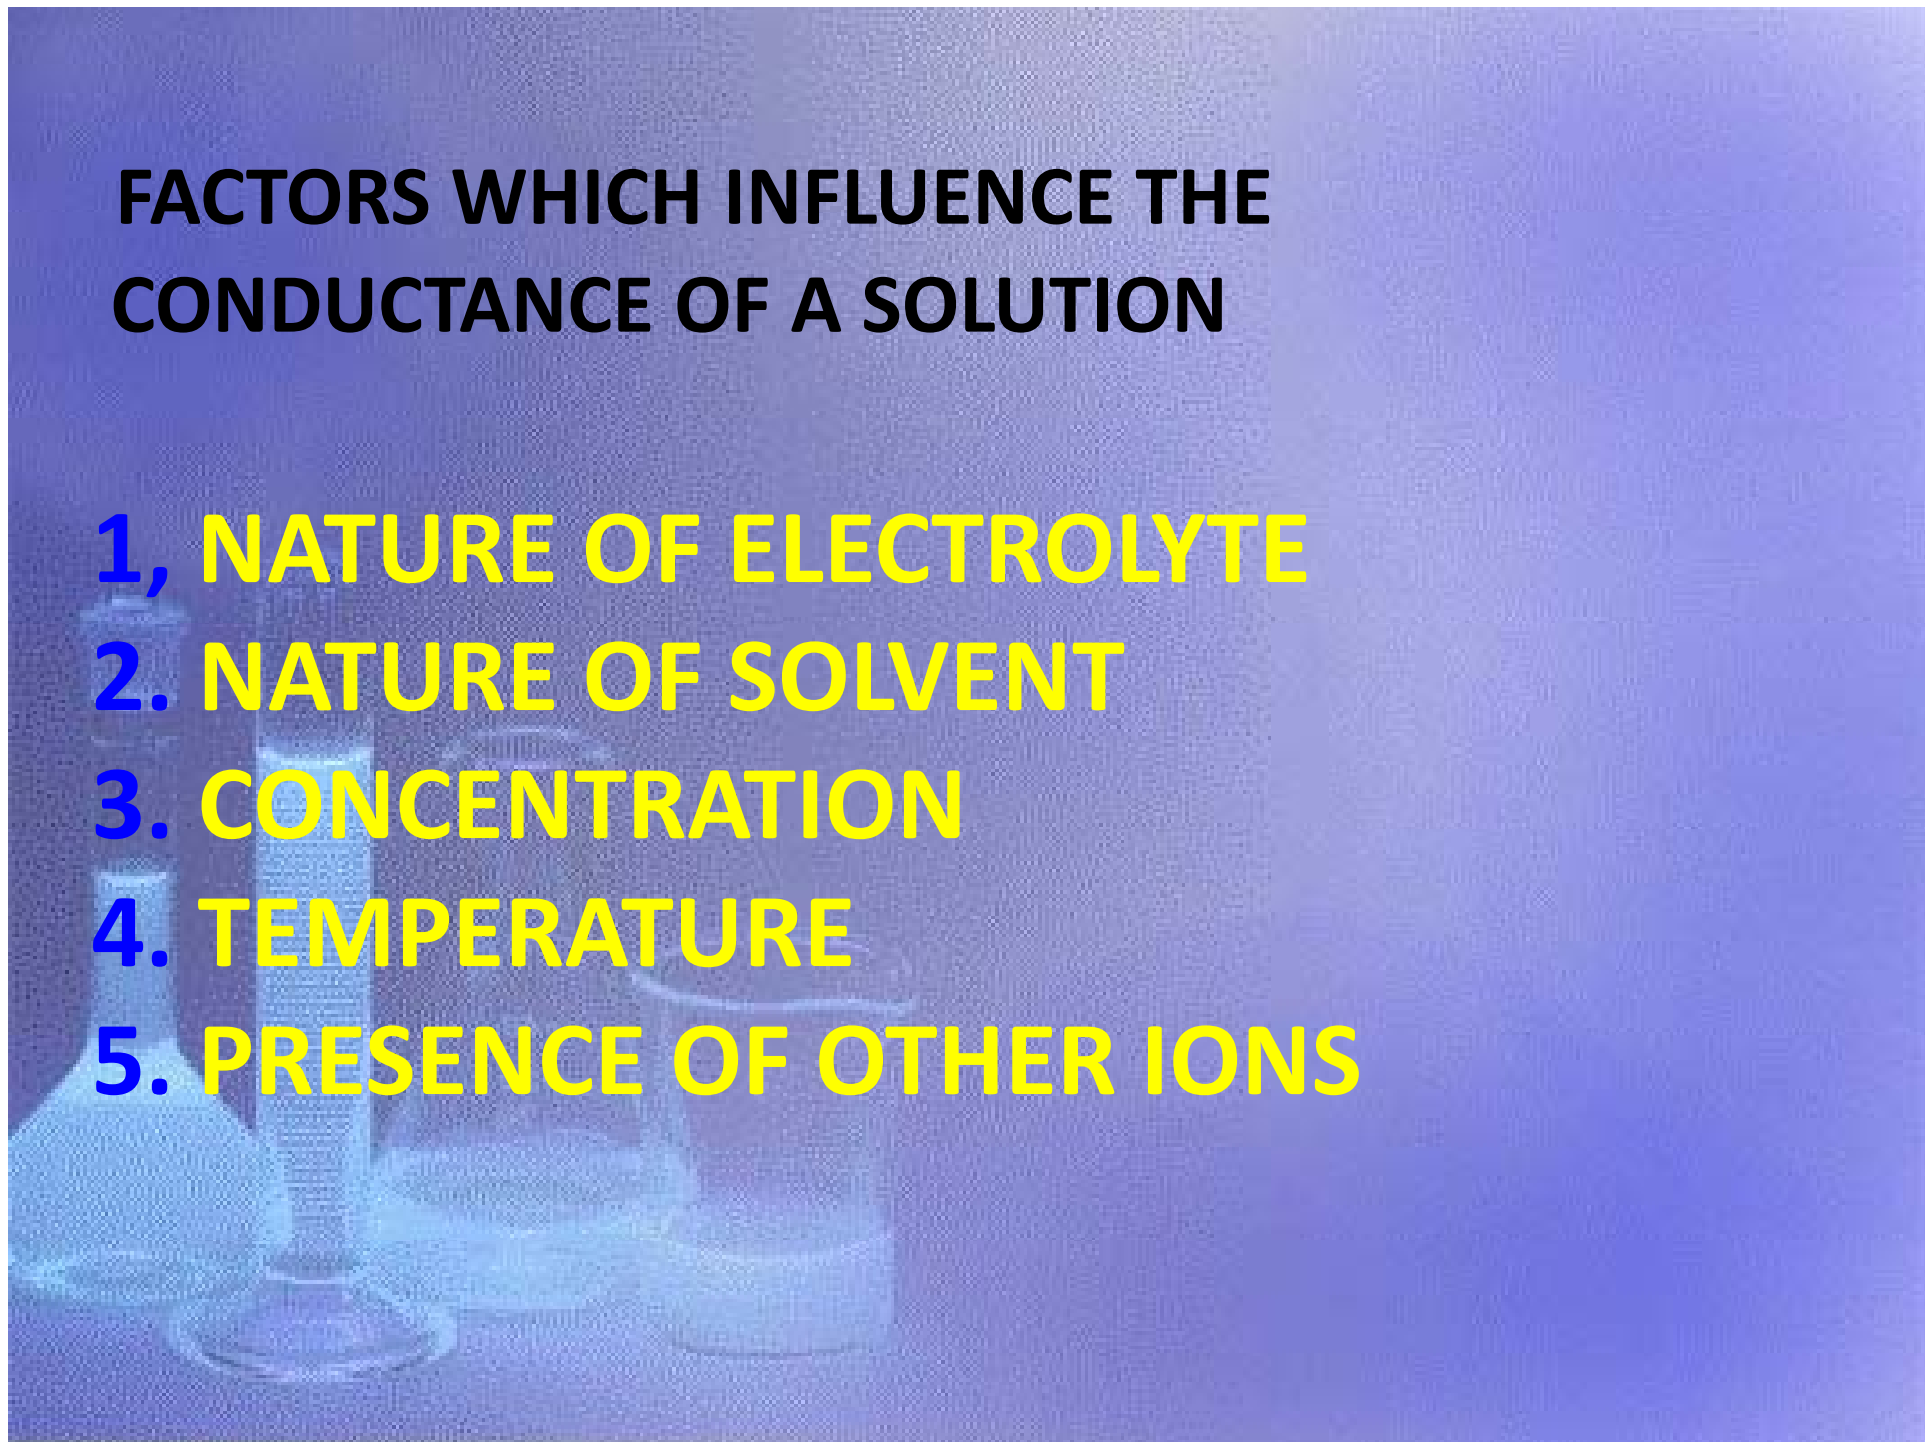 FACTORS WHICH INFLUENCE THE
CONDUCTANCE OF A SOLUTION
1, NATURE OF ELECTROLYTE
2. NATURE OF SOLVENT
3. CONCENTRATION
4. TEMPERATURE
5. PRESENCE OF OTHER IONS